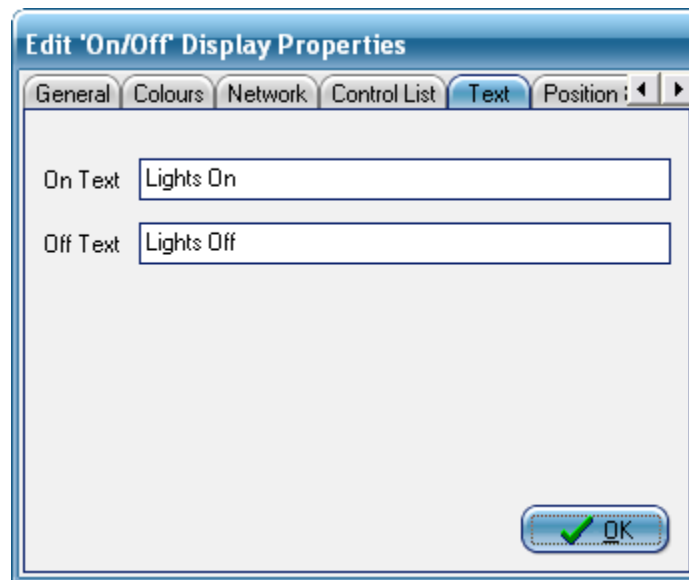 Edit 'On/Off' Display Properties
General Colours Network Control List Text Position
On Text Lights On
Off Text Lights Off
OK